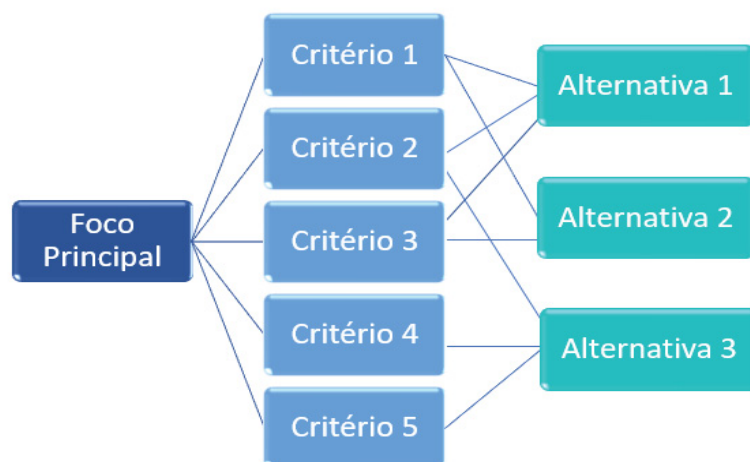 Foco
Principal
Critério 1
Critério 2
Critério 3
Critério 4
Critério 5
Alternativa 1
Alternativa 2
Alternativa 3